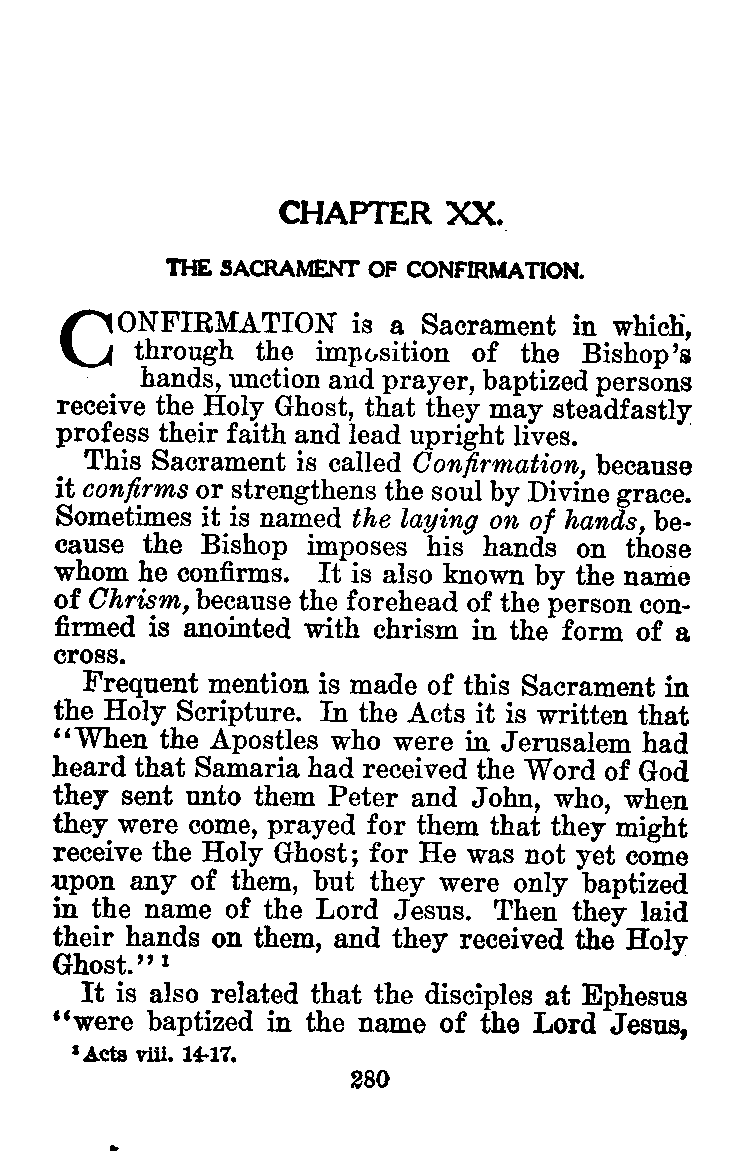 CHAPTER XX.
THE SACRAMENT OF CONFIRMATION.
CONFIRMATION is a Sacrament in which,
through the imposition of the Bishop's
hands, unction and prayer, baptized persons
receive the Holy Ghost, that they may steadfastly
profess their faith and lead upright lives.
This Sacrament is called Confirmation, because
it confirms or strengthens the soul by Divine grace.
Sometimes it is named the laying on of hands, be-
cause the Bishop imposes his hands on those
whom he confirms. It is also known by the name
of Chrism, because the forehead of the person con-
firmed is anointed with chrism in the form of a
cross.
Frequent mention is made of this Sacrament in
the Holy Scripture. In the Acts it is written that
“When the Apostles who were in Jerusalem had
heard that Samaria had received the Word of God
they sent unto them Peter and John, who, when
they were come, prayed for them that they might
receive the Holy Ghost; for He was not yet come
upon any of them, but they were only baptized
in the name of the Lord Jesus. Then they laid
their hands on them, and they received the Holy
Ghost.” ¹
It is also related that the disciples at Ephesus
“were baptized in the name of the Lord Jesus,
¹ Acts viii. 14-17.
280